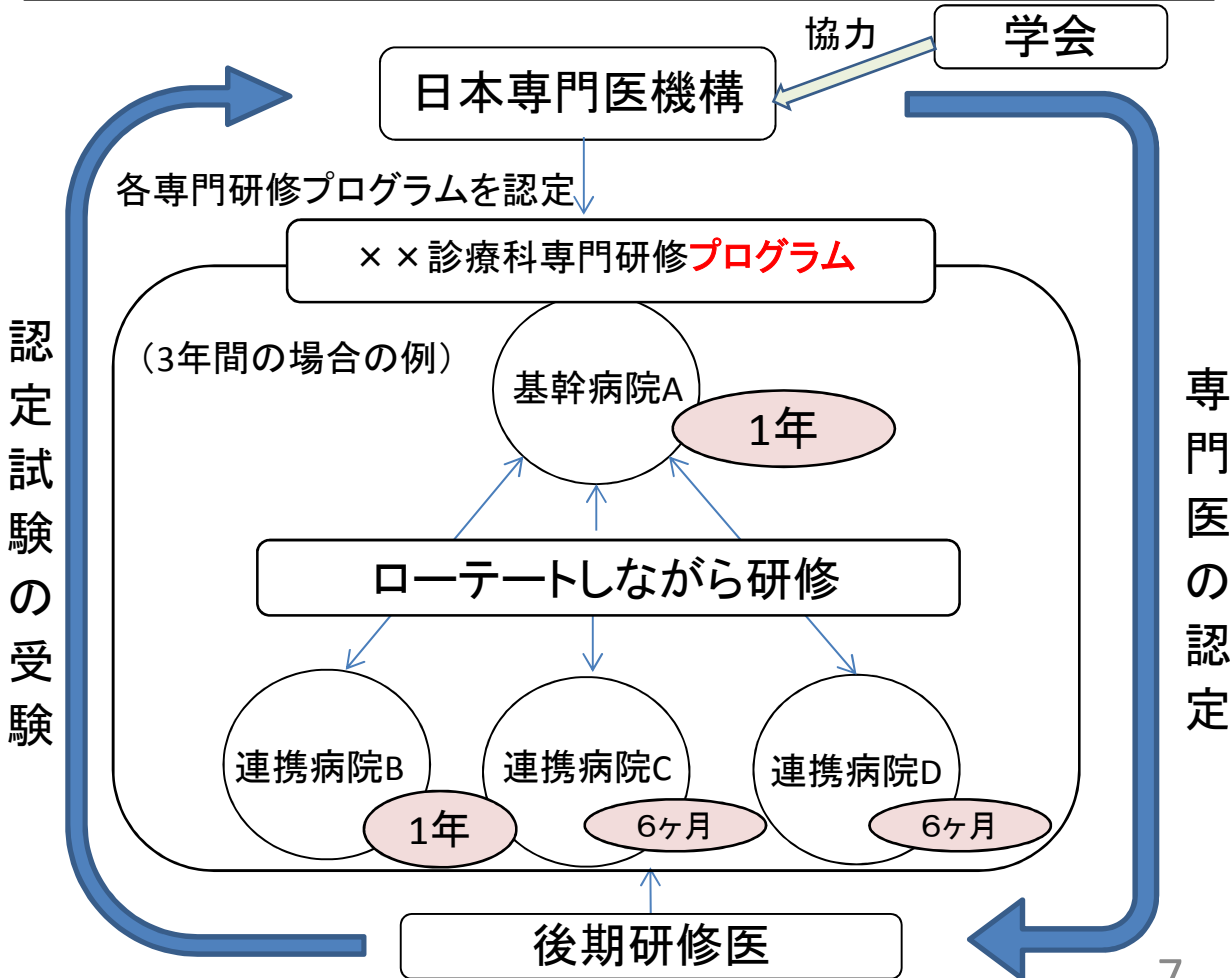 協力
学会
日本専門医機構
各専門研修プログラムを認定
××診療科専門研修プログラム
(3年間の場合の例)
基幹病院A
1年
ローテートしながら研修
連携病院B
1年
連携病院C
6ヶ月
連携病院D
6ヶ月
後期研修医
認定試験の受験
専門医の認定
7